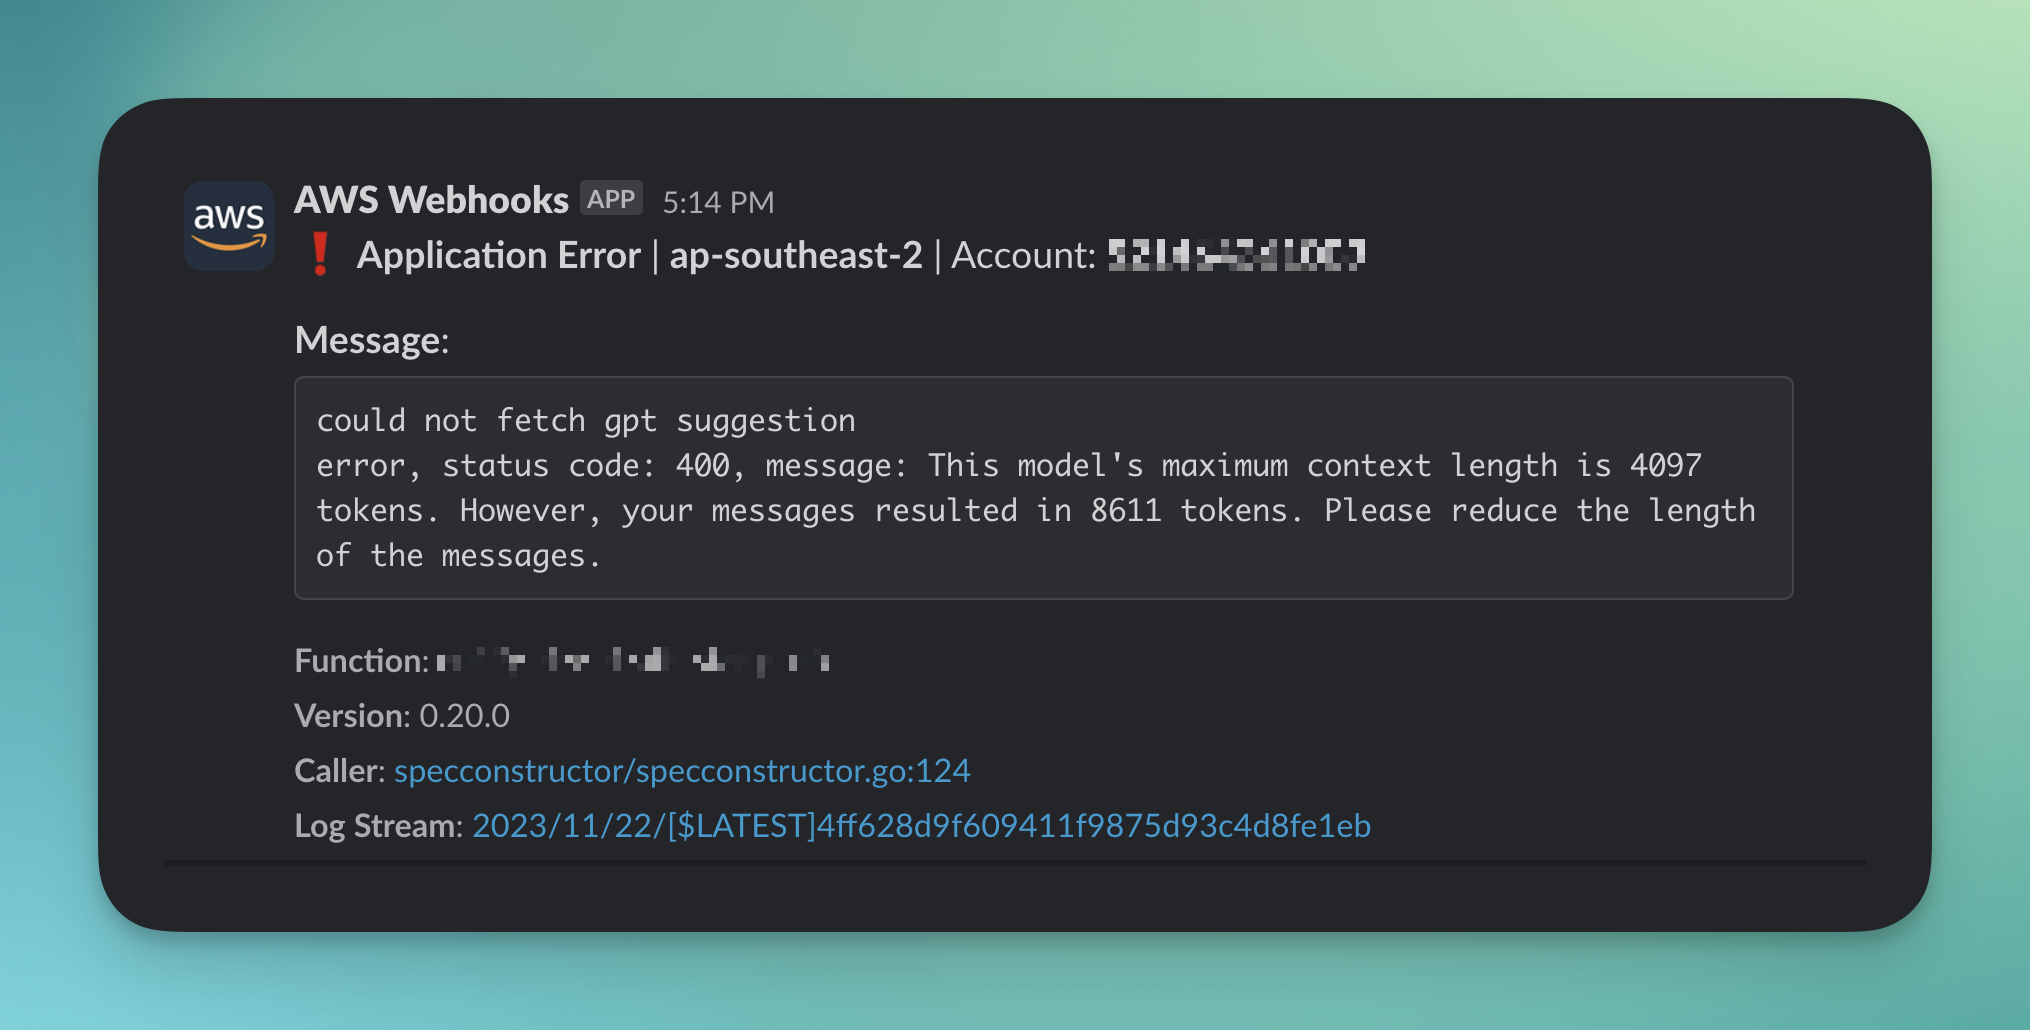 aws
AWS Webhooks APP 5:14 PM
❗ Application Error | ap-southeast-2 | Account:
Message:
could not fetch gpt suggestion
error, status code: 400, message: This model's maximum context length is 4097
tokens. However, your messages resulted in 8611 tokens. Please reduce the length
of the messages.
Function:
Version: 0.20.0
Caller: specconstructor/specconstructor.go:124
Log Stream: 2023/11/22/[$LATEST]4ff628d9f609411f9875d93c4d8fe1eb